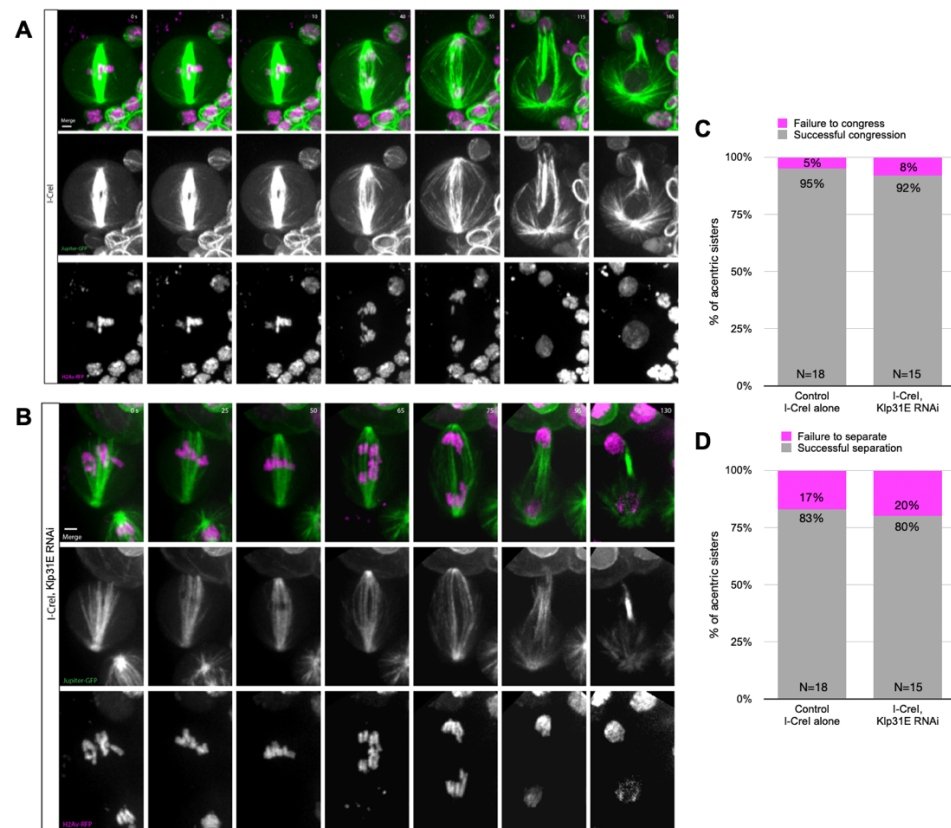 A
0 s
5
10
40
55
115
165
Merge
I-CreI
Jupiter-GFP
H2Av-RFP
B
0 s
25
50
65
75
95
130
Merge
I-CreI, Klp31E RNAi
Jupiter-GFP
H2Av-RFP
C
Failure to congress
Successful congression
100%
75%
50%
25%
0%
% of acentric sisters
5%
95%
8%
92%
N=18
N=15
Control
I-CreI alone
I-CreI,
Klp31E RNAi
D
Failure to separate
Successful separation
100%
75%
50%
25%
0%
% of acentric sisters
17%
83%
20%
80%
N=18
N=15
Control
I-CreI alone
I-CreI,
Klp31E RNAi